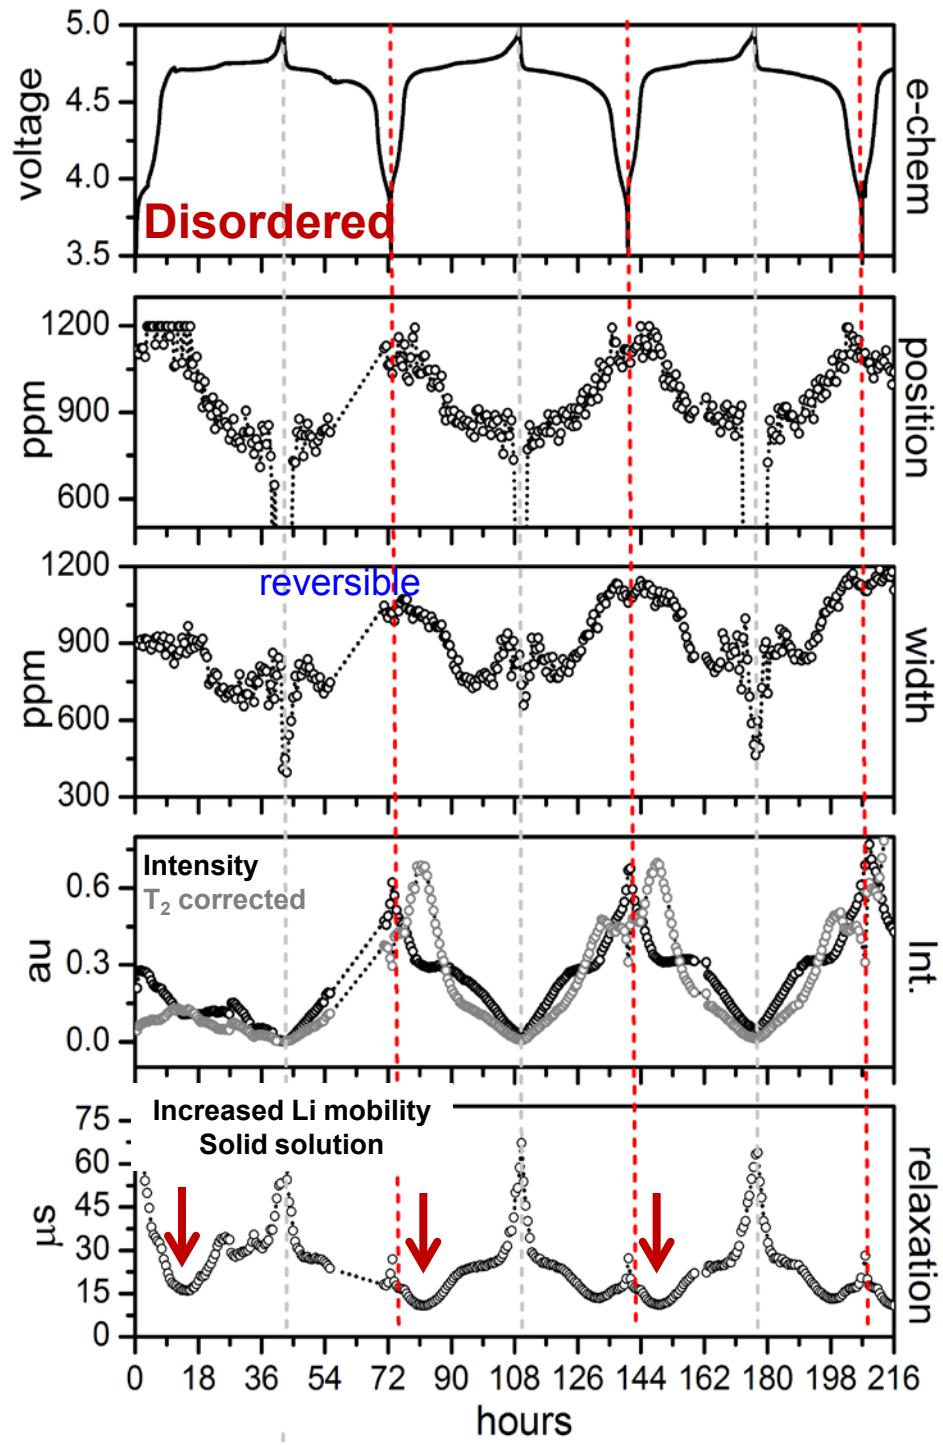 5.0
4.5
4.0
3.5
voltage
e-chem
Disordered
1200
900
600
ppm
position
1200
900
600
300
ppm
width
reversible
0.6
0.3
0.0
au
Int.
Intensity
T₂ corrected
75
60
45
30
15
0
µs
relaxation
Increased Li mobility
Solid solution
0 18 36 54 72 90 108 126 144 162 180 198 216
hours